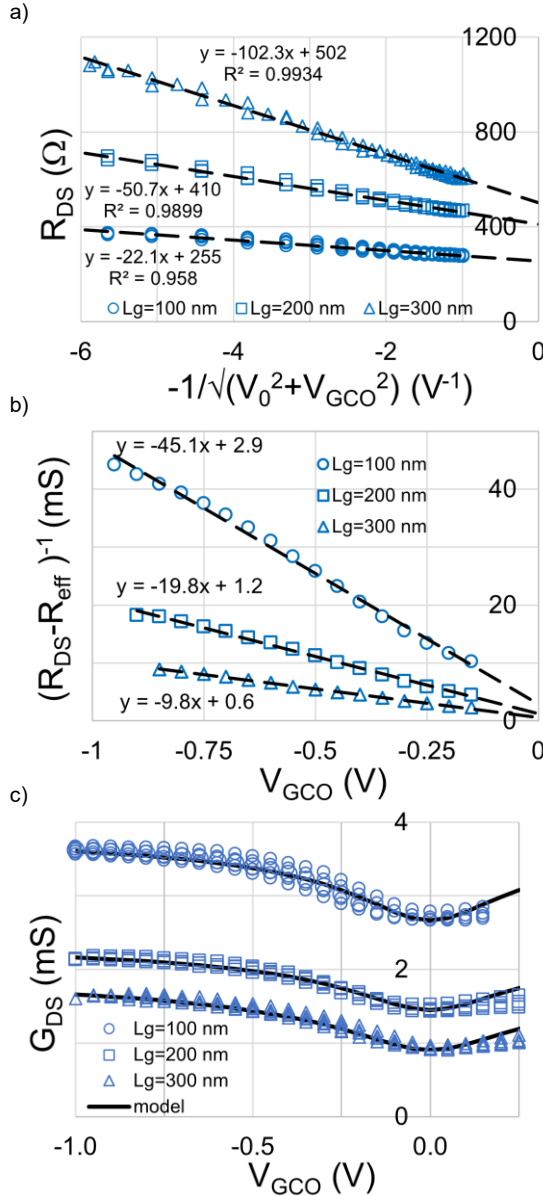 a)
1200
y = -102.3x + 502
R² = 0.9934
800
R_DS (Ω)
y = -50.7x + 410
R² = 0.9899
400
y = -22.1x + 255
R² = 0.958
Lg=100 nm Lg=200 nm Lg=300 nm
0
-6 -4 -2
-1/√(V₀²+V_GCO²) (V⁻¹)
b)
y = -45.1x + 2.9
Lg=100 nm
Lg=200 nm
Lg=300 nm
40
(R_DS-R_eff)⁻¹ (mS)
y = -19.8x + 1.2
20
y = -9.8x + 0.6
0
-1 -0.75 -0.5 -0.25
V_GCO (V)
c)
4
G_DS (mS)
2
Lg=100 nm
Lg=200 nm
Lg=300 nm
model
0
-1.0 -0.5 0.0
V_GCO (V)